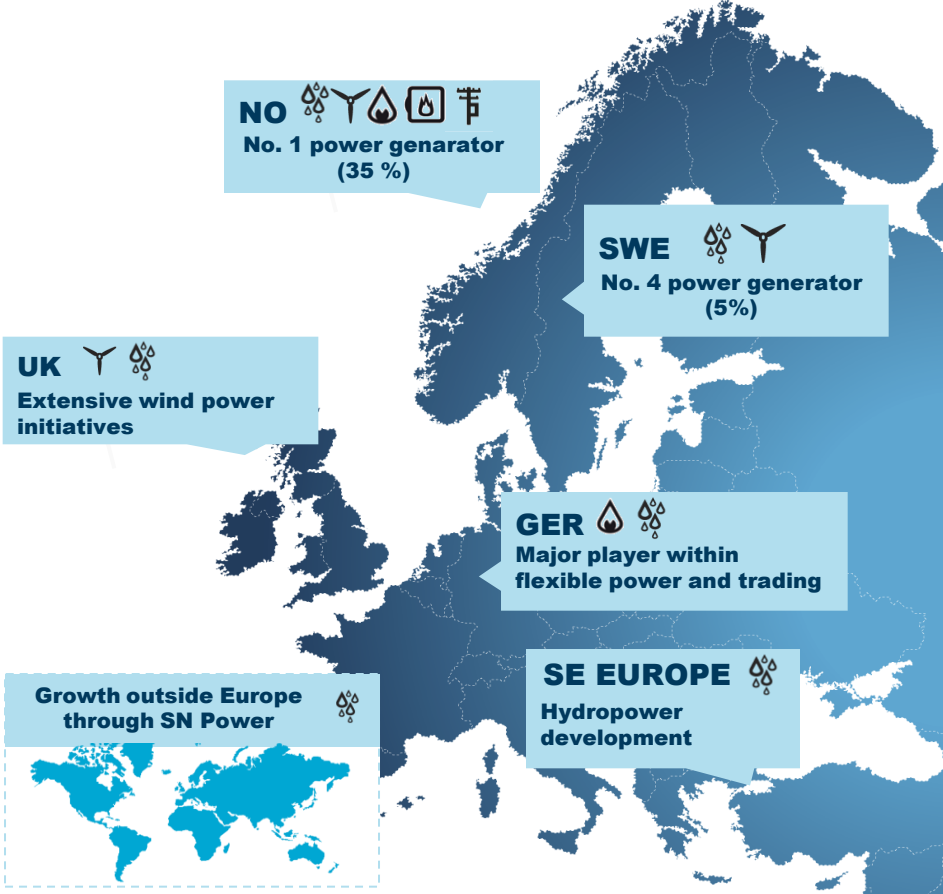 NO
No. 1 power genarator
(35 %)
SWE
No. 4 power generator
(5%)
UK
Extensive wind power
initiatives
GER
Major player within
flexible power and trading
SE EUROPE
Hydropower
development
Growth outside Europe
through SN Power